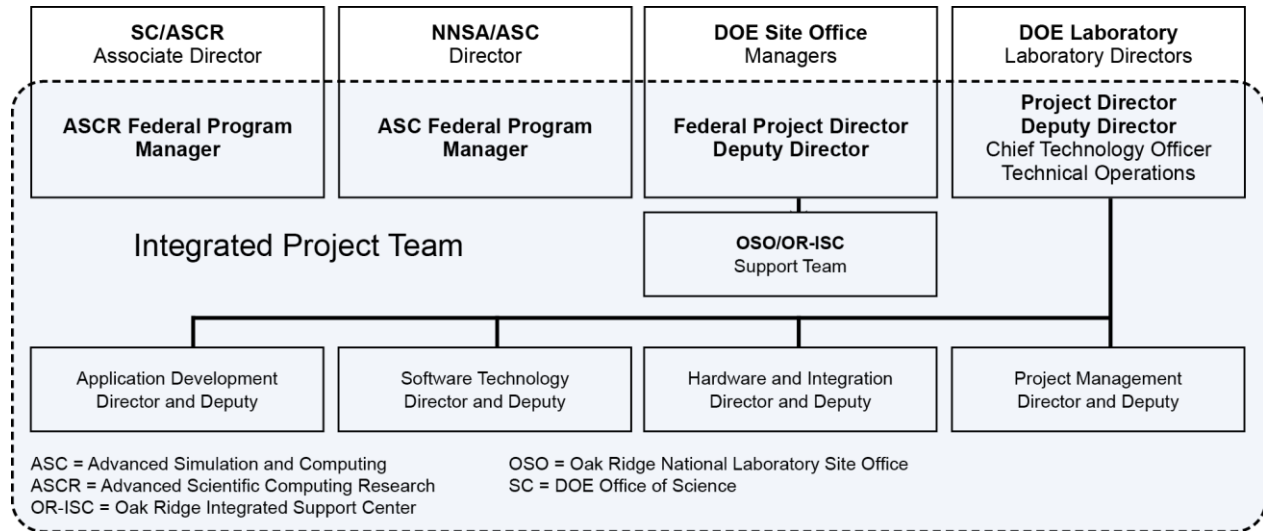 SC/ASCR
Associate Director
NNSA/ASC
Director
DOE Site Office
Managers
DOE Laboratory
Laboratory Directors
ASCR Federal Program
Manager
ASC Federal Program
Manager
Federal Project Director
Deputy Director
Project Director
Deputy Director
Chief Technology Officer
Technical Operations
Integrated Project Team
OSO/OR-ISC
Support Team
Application Development
Director and Deputy
Software Technology
Director and Deputy
Hardware and Integration
Director and Deputy
Project Management
Director and Deputy
ASC = Advanced Simulation and Computing
ASCR = Advanced Scientific Computing Research
OR-ISC = Oak Ridge Integrated Support Center
OSO = Oak Ridge National Laboratory Site Office
SC = DOE Office of Science